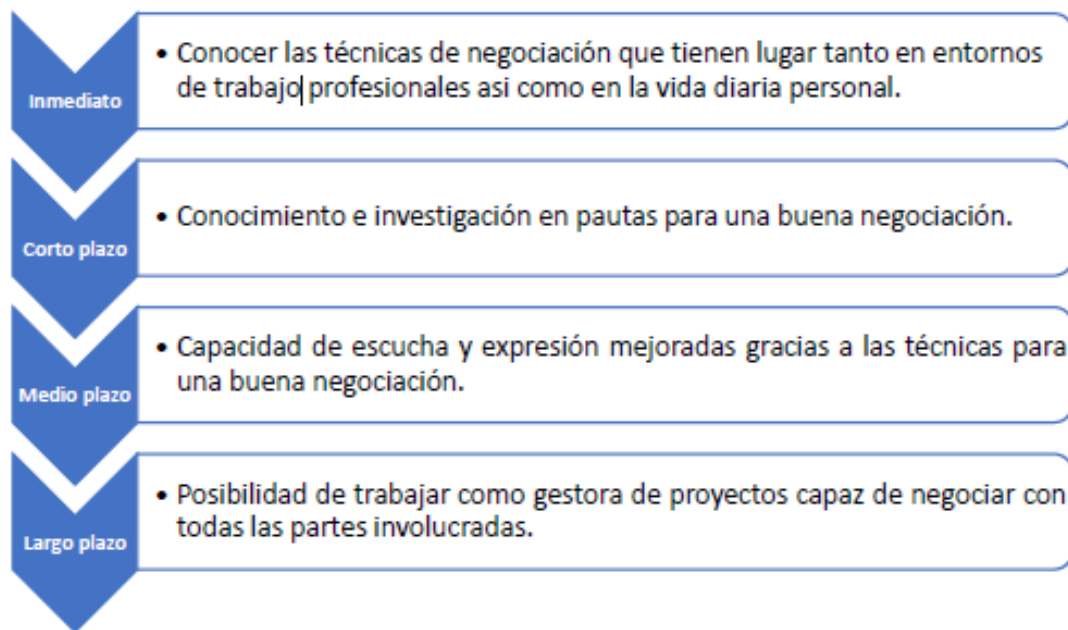 Inmediato
• Conocer las técnicas de negociación que tienen lugar tanto en entornos
de trabajo profesionales asi como en la vida diaria personal.
Corto plazo
• Conocimiento e investigación en pautas para una buena negociación.
Medio plazo
• Capacidad de escucha y expresión mejoradas gracias a las técnicas para
una buena negociación.
Largo plazo
• Posibilidad de trabajar como gestora de proyectos capaz de negociar con
todas las partes involucradas.